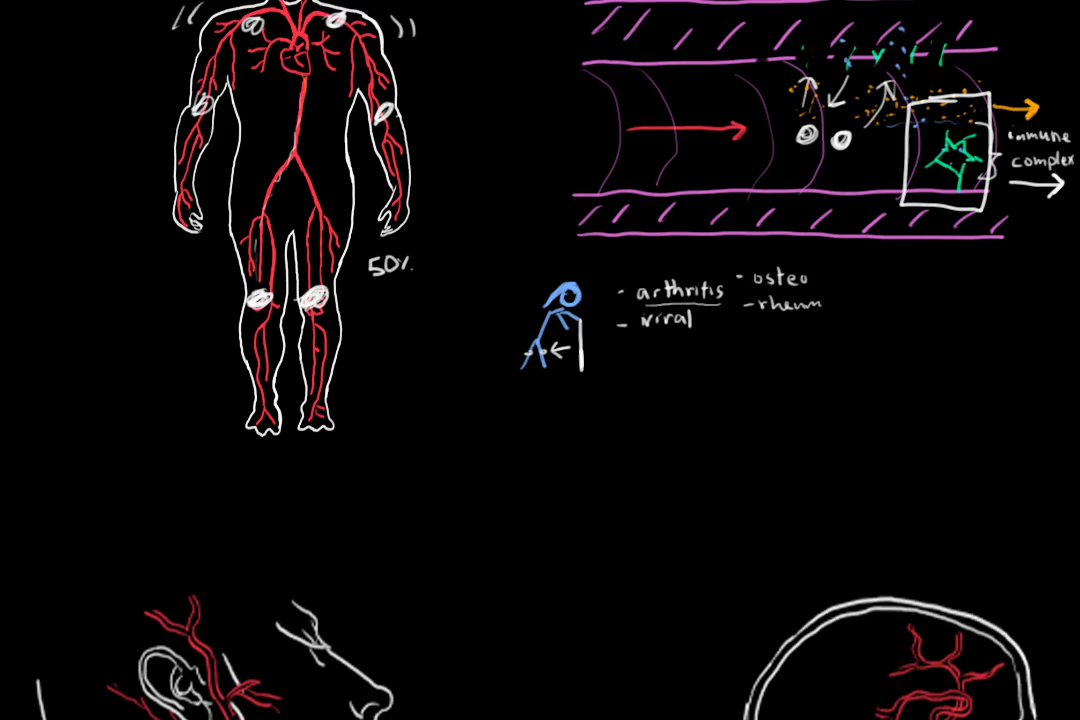 immune
complex
50%
- arthritis
- osteo
- rheum
- viral